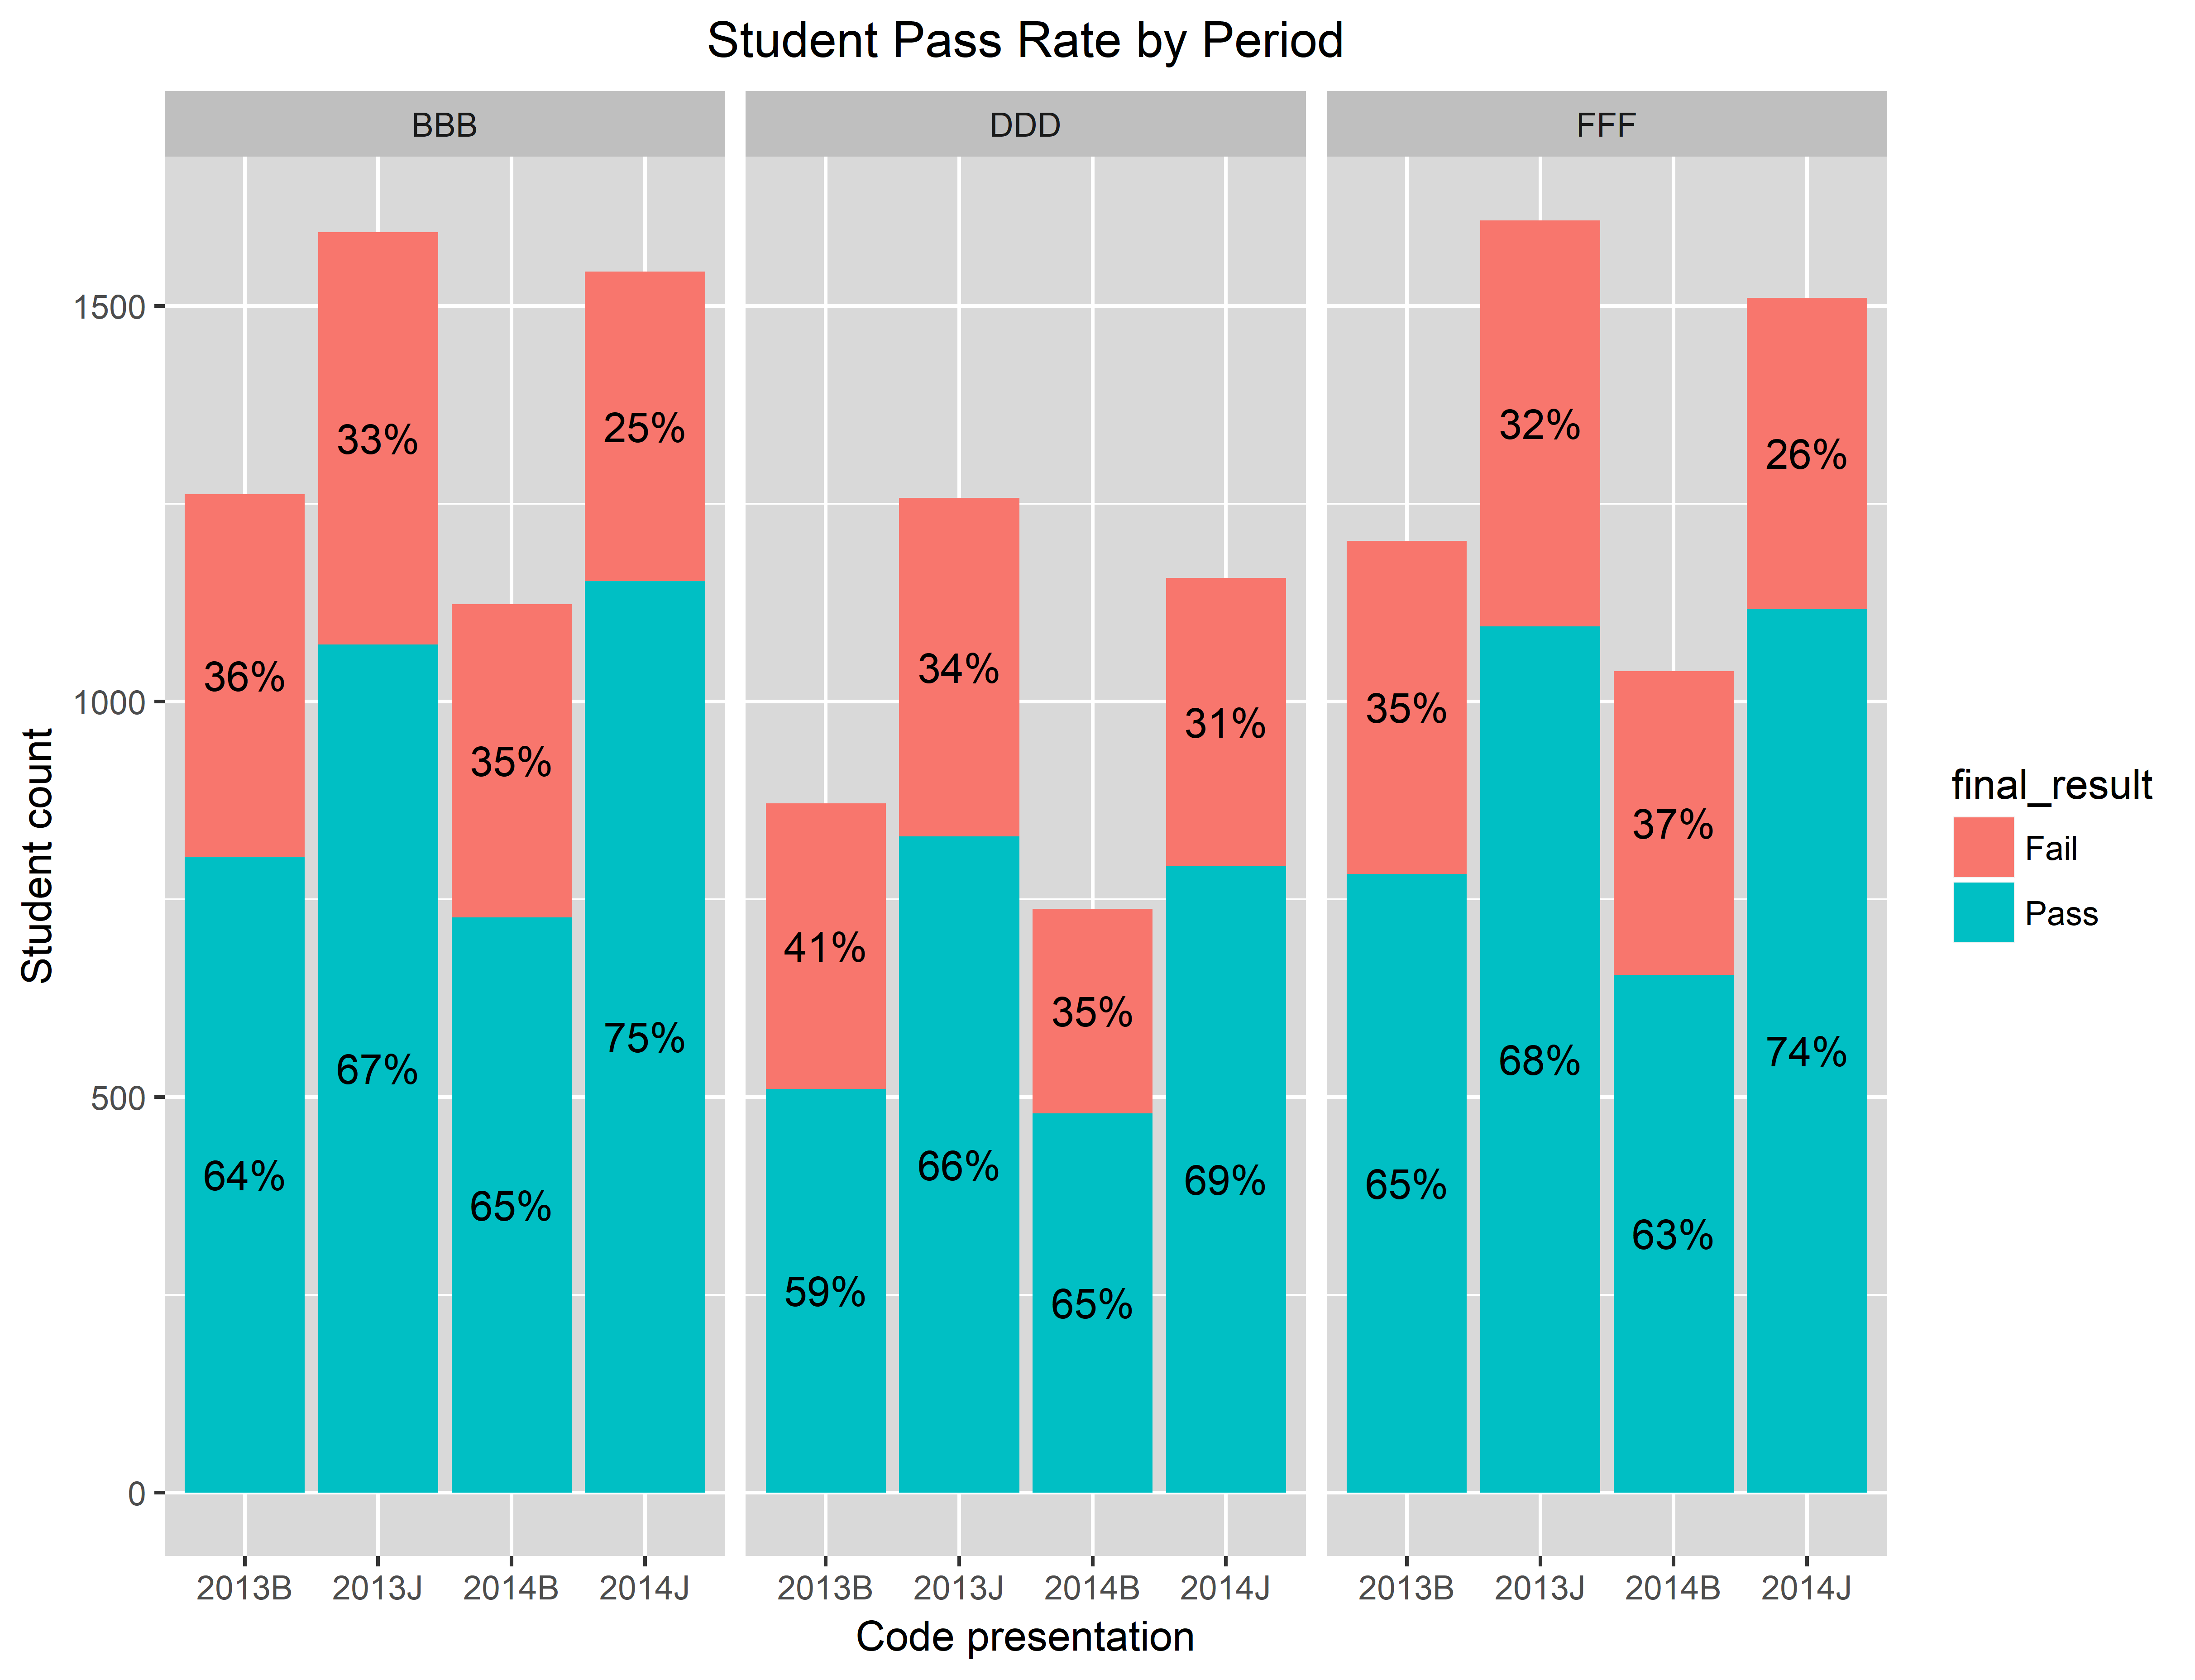 Student Pass Rate by Period
BBB DDD FFF
1500
1000
500
0
Student count
33% 25% 32% 26%
36% 35% 34% 31% 35% 37%
41% 35%
67% 75% 68% 74%
64% 65% 66% 69% 65% 63%
59% 65%
2013B 2013J 2014B 2014J 2013B 2013J 2014B 2014J 2013B 2013J 2014B 2014J
Code presentation
final_result
Fail
Pass